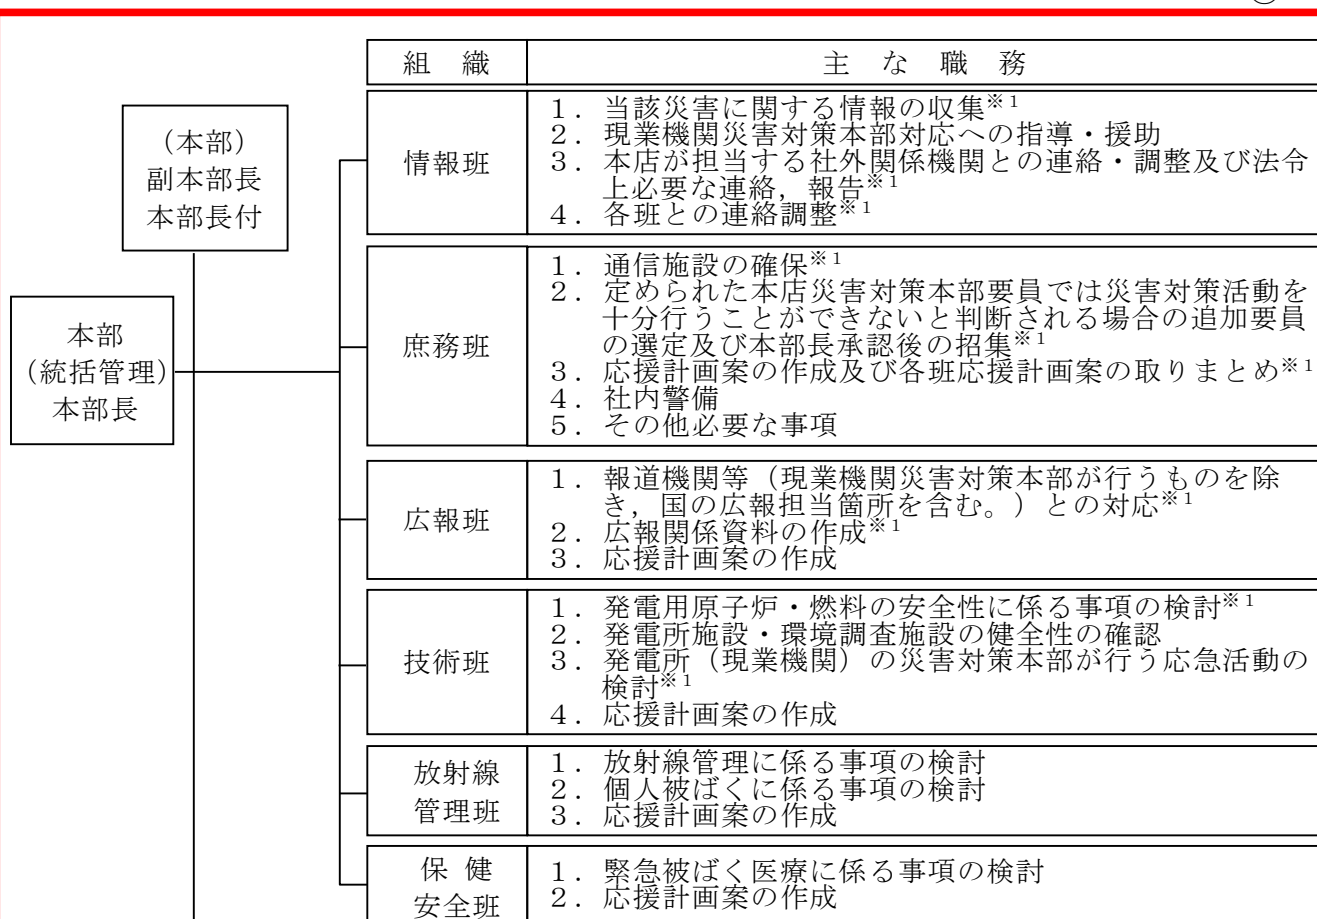 組　織
主　な　職　務
（本部）
副本部長
本部長付
本部
（統括管理）
本部長
情報班
１．当該災害に関する情報の収集※１
２．現業機関災害対策本部対応への指導・援助
３．本店が担当する社外関係機関との連絡・調整及び法令
上必要な連絡，報告※１
４．各班との連絡調整※１
庶務班
１．通信施設の確保※１
２．定められた本店災害対策本部要員では災害対策活動を
十分行うことができないと判断される場合の追加要員
の選定及び本部長承認後の招集※１
３．応援計画案の作成及び各班応援計画案の取りまとめ※１
４．社内警備
５．その他必要な事項
広報班
１．報道機関等（現業機関災害対策本部が行うものを除
き，国の広報担当箇所を含む。）との対応※１
２．広報関係資料の作成※１
３．応援計画案の作成
技術班
１．発電用原子炉・燃料の安全性に係る事項の検討※１
２．発電所施設・環境調査施設の健全性の確認
３．発電所（現業機関）の災害対策本部が行う応急活動の
検討※１
４．応援計画案の作成
放射線
管理班
１．放射線管理に係る事項の検討
２．個人被ばくに係る事項の検討
３．応援計画案の作成
保　健
安全班
１．緊急被ばく医療に係る事項の検討
２．応援計画案の作成